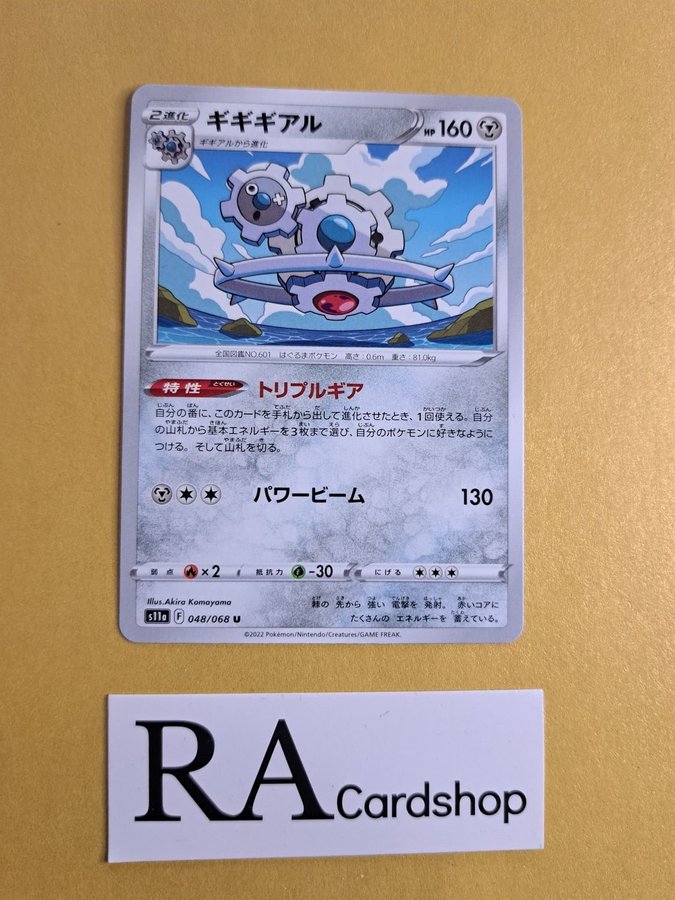 2進化
ギギギアル
HP 160
ギギアルから進化
全国図鑑NO.601 はぐるまポケモン 高さ:0.6m 重さ:81.0kg
特性 とくせい トリプルギア
自分の番に、このカードを手札から出して進化させたとき、1回使える。自分
の山札から基本エネルギーを3枚まで選び、自分のポケモンに好きなように
つける。そして山札を切る。
パワービーム 130
弱点 ×2 抵抗力 -30 にげる
Illus.Akira Komayama
棘の 先から 強い 電撃を 発射。 赤いコアに
たくさんの エネルギーを 蓄えている。
s11a F 048/068 U
©2022 Pokémon/Nintendo/Creatures/GAME FREAK.
RA Cardshop